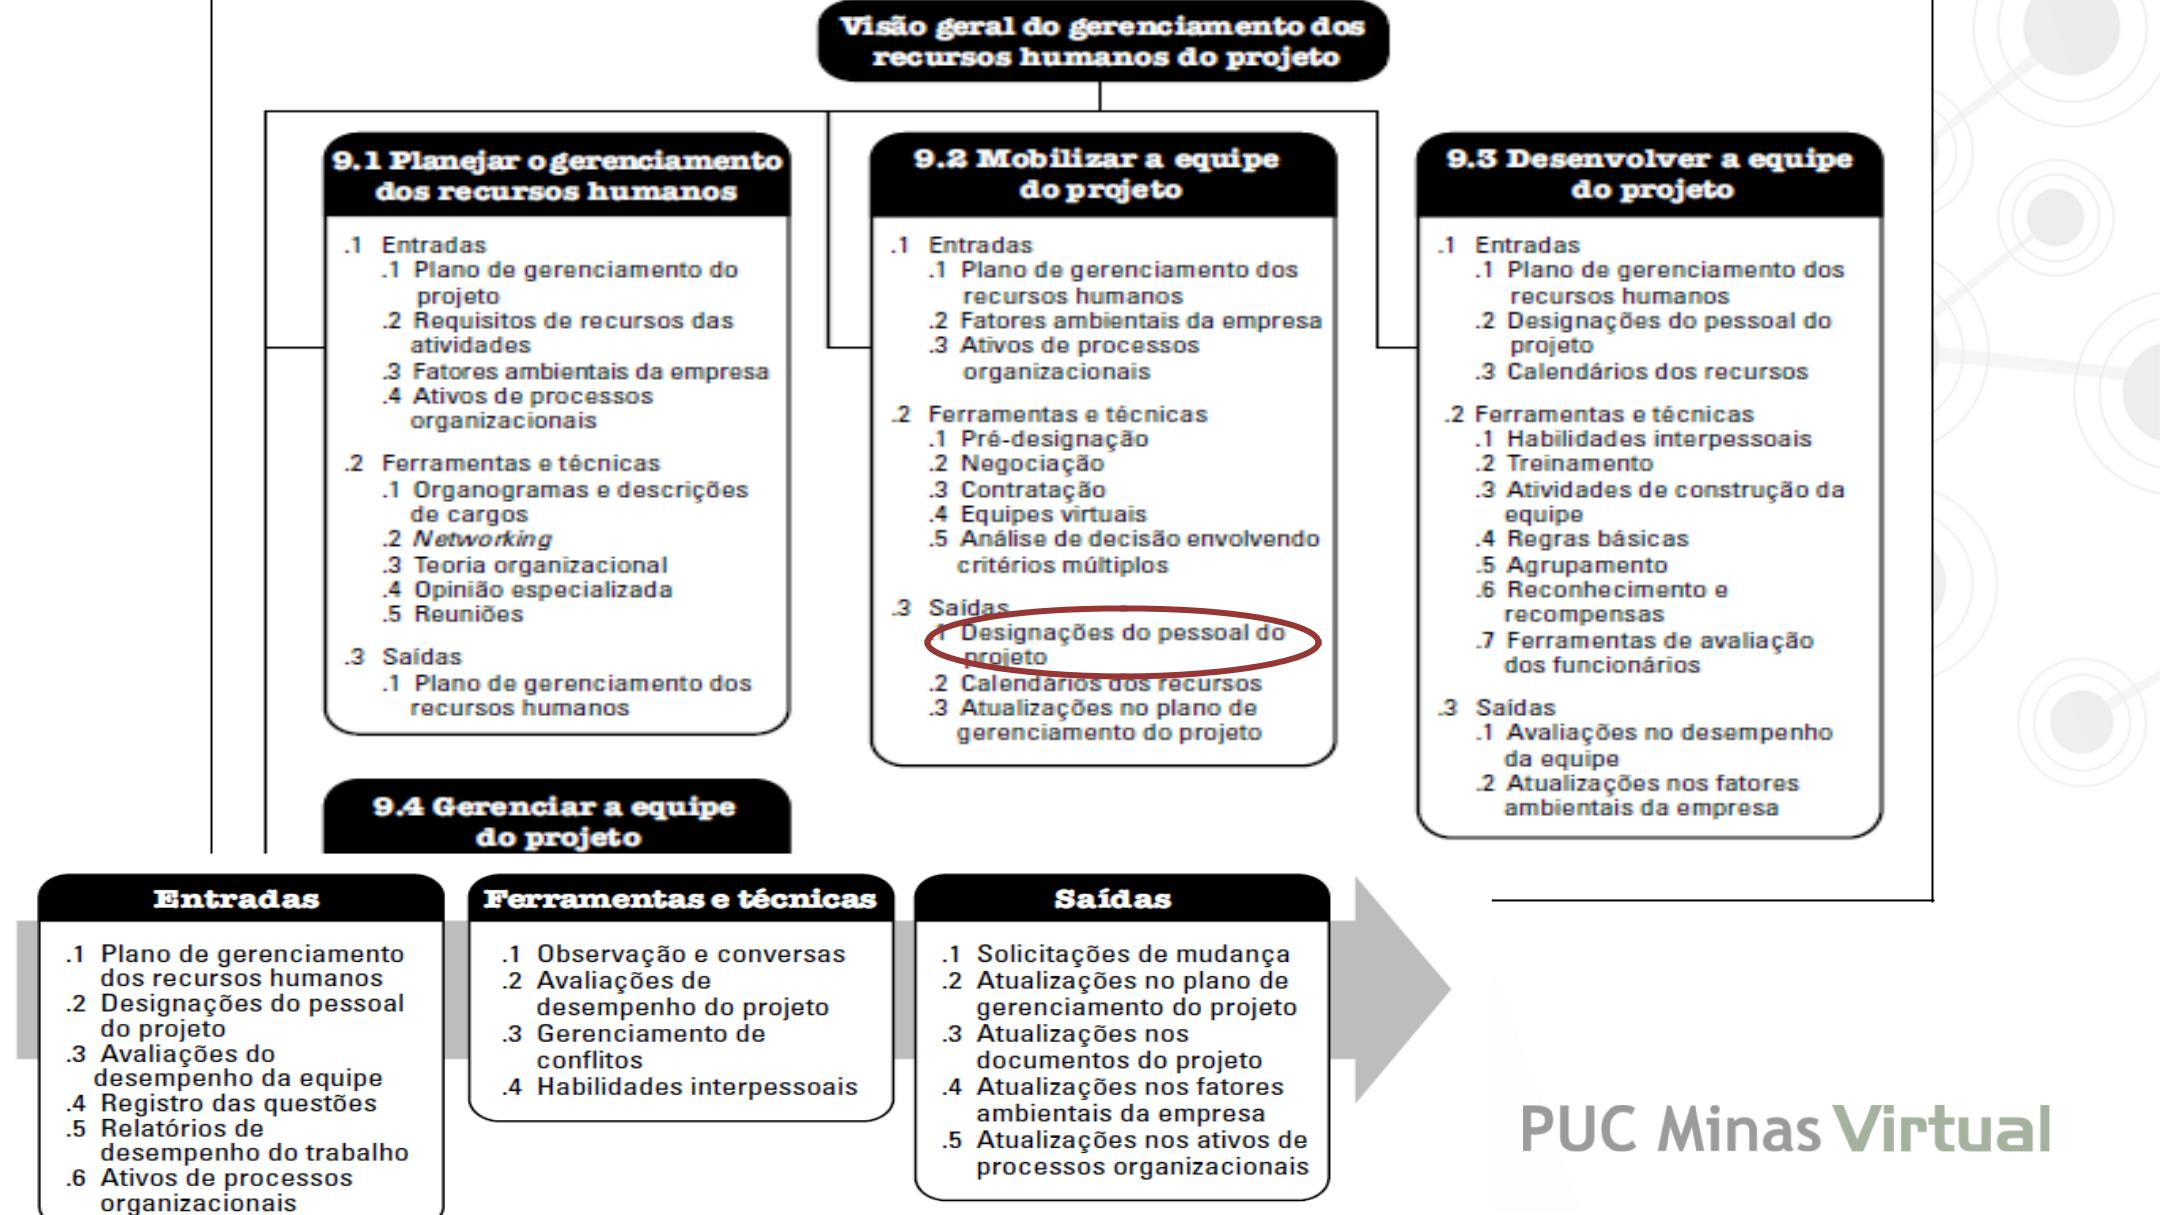 Visão geral do gerenciamento dos
recursos humanos do projeto
9.1 Planejar o gerenciamento
dos recursos humanos
.1 Entradas
.1 Plano de gerenciamento do
projeto
.2 Requisitos de recursos das
atividades
.3 Fatores ambientais da empresa
.4 Ativos de processos
organizacionais
.2 Ferramentas e técnicas
.1 Organogramas e descrições
de cargos
.2 Networking
.3 Teoria organizacional
.4 Opinião especializada
.5 Reuniões
.3 Saídas
.1 Plano de gerenciamento dos
recursos humanos
9.2 Mobilizar a equipe
do projeto
.1 Entradas
.1 Plano de gerenciamento dos
recursos humanos
.2 Fatores ambientais da empresa
.3 Ativos de processos
organizacionais
.2 Ferramentas e técnicas
.1 Pré-designação
.2 Negociação
.3 Contratação
.4 Equipes virtuais
.5 Análise de decisão envolvendo
critérios múltiplos
.3 Saídas
.1 Designações do pessoal do
projeto
.2 Calendários dos recursos
.3 Atualizações no plano de
gerenciamento do projeto
9.3 Desenvolver a equipe
do projeto
.1 Entradas
.1 Plano de gerenciamento dos
recursos humanos
.2 Designações do pessoal do
projeto
.3 Calendários dos recursos
.2 Ferramentas e técnicas
.1 Habilidades interpessoais
.2 Treinamento
.3 Atividades de construção da
equipe
.4 Regras básicas
.5 Agrupamento
.6 Reconhecimento e
recompensas
.7 Ferramentas de avaliação
dos funcionários
.3 Saídas
.1 Avaliações no desempenho
da equipe
.2 Atualizações nos fatores
ambientais da empresa
9.4 Gerenciar a equipe
do projeto
Entradas
.1 Plano de gerenciamento
dos recursos humanos
.2 Designações do pessoal
do projeto
.3 Avaliações do
desempenho da equipe
.4 Registro das questões
.5 Relatórios de
desempenho do trabalho
.6 Ativos de processos
organizacionais
Ferramentas e técnicas
.1 Observação e conversas
.2 Avaliações de
desempenho do projeto
.3 Gerenciamento de
conflitos
.4 Habilidades interpessoais
Saídas
.1 Solicitações de mudança
.2 Atualizações no plano de
gerenciamento do projeto
.3 Atualizações nos
documentos do projeto
.4 Atualizações nos fatores
ambientais da empresa
.5 Atualizações nos ativos de
processos organizacionais
PUC Minas Virtual